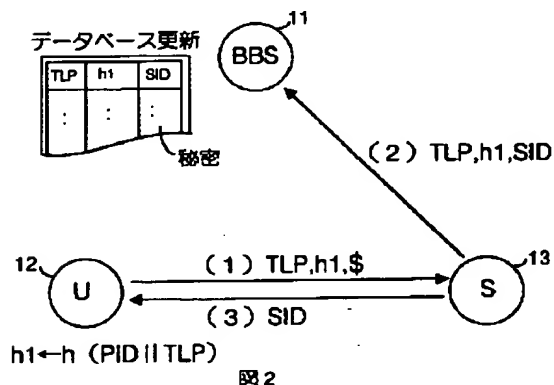 データベース更新
TLP h1 SID
: : :
秘密
11
BBS
(2) TLP,h1,SID
12
U
(1) TLP,h1,$
(3) SID
13
S
h1←h (PID||TLP)
図2